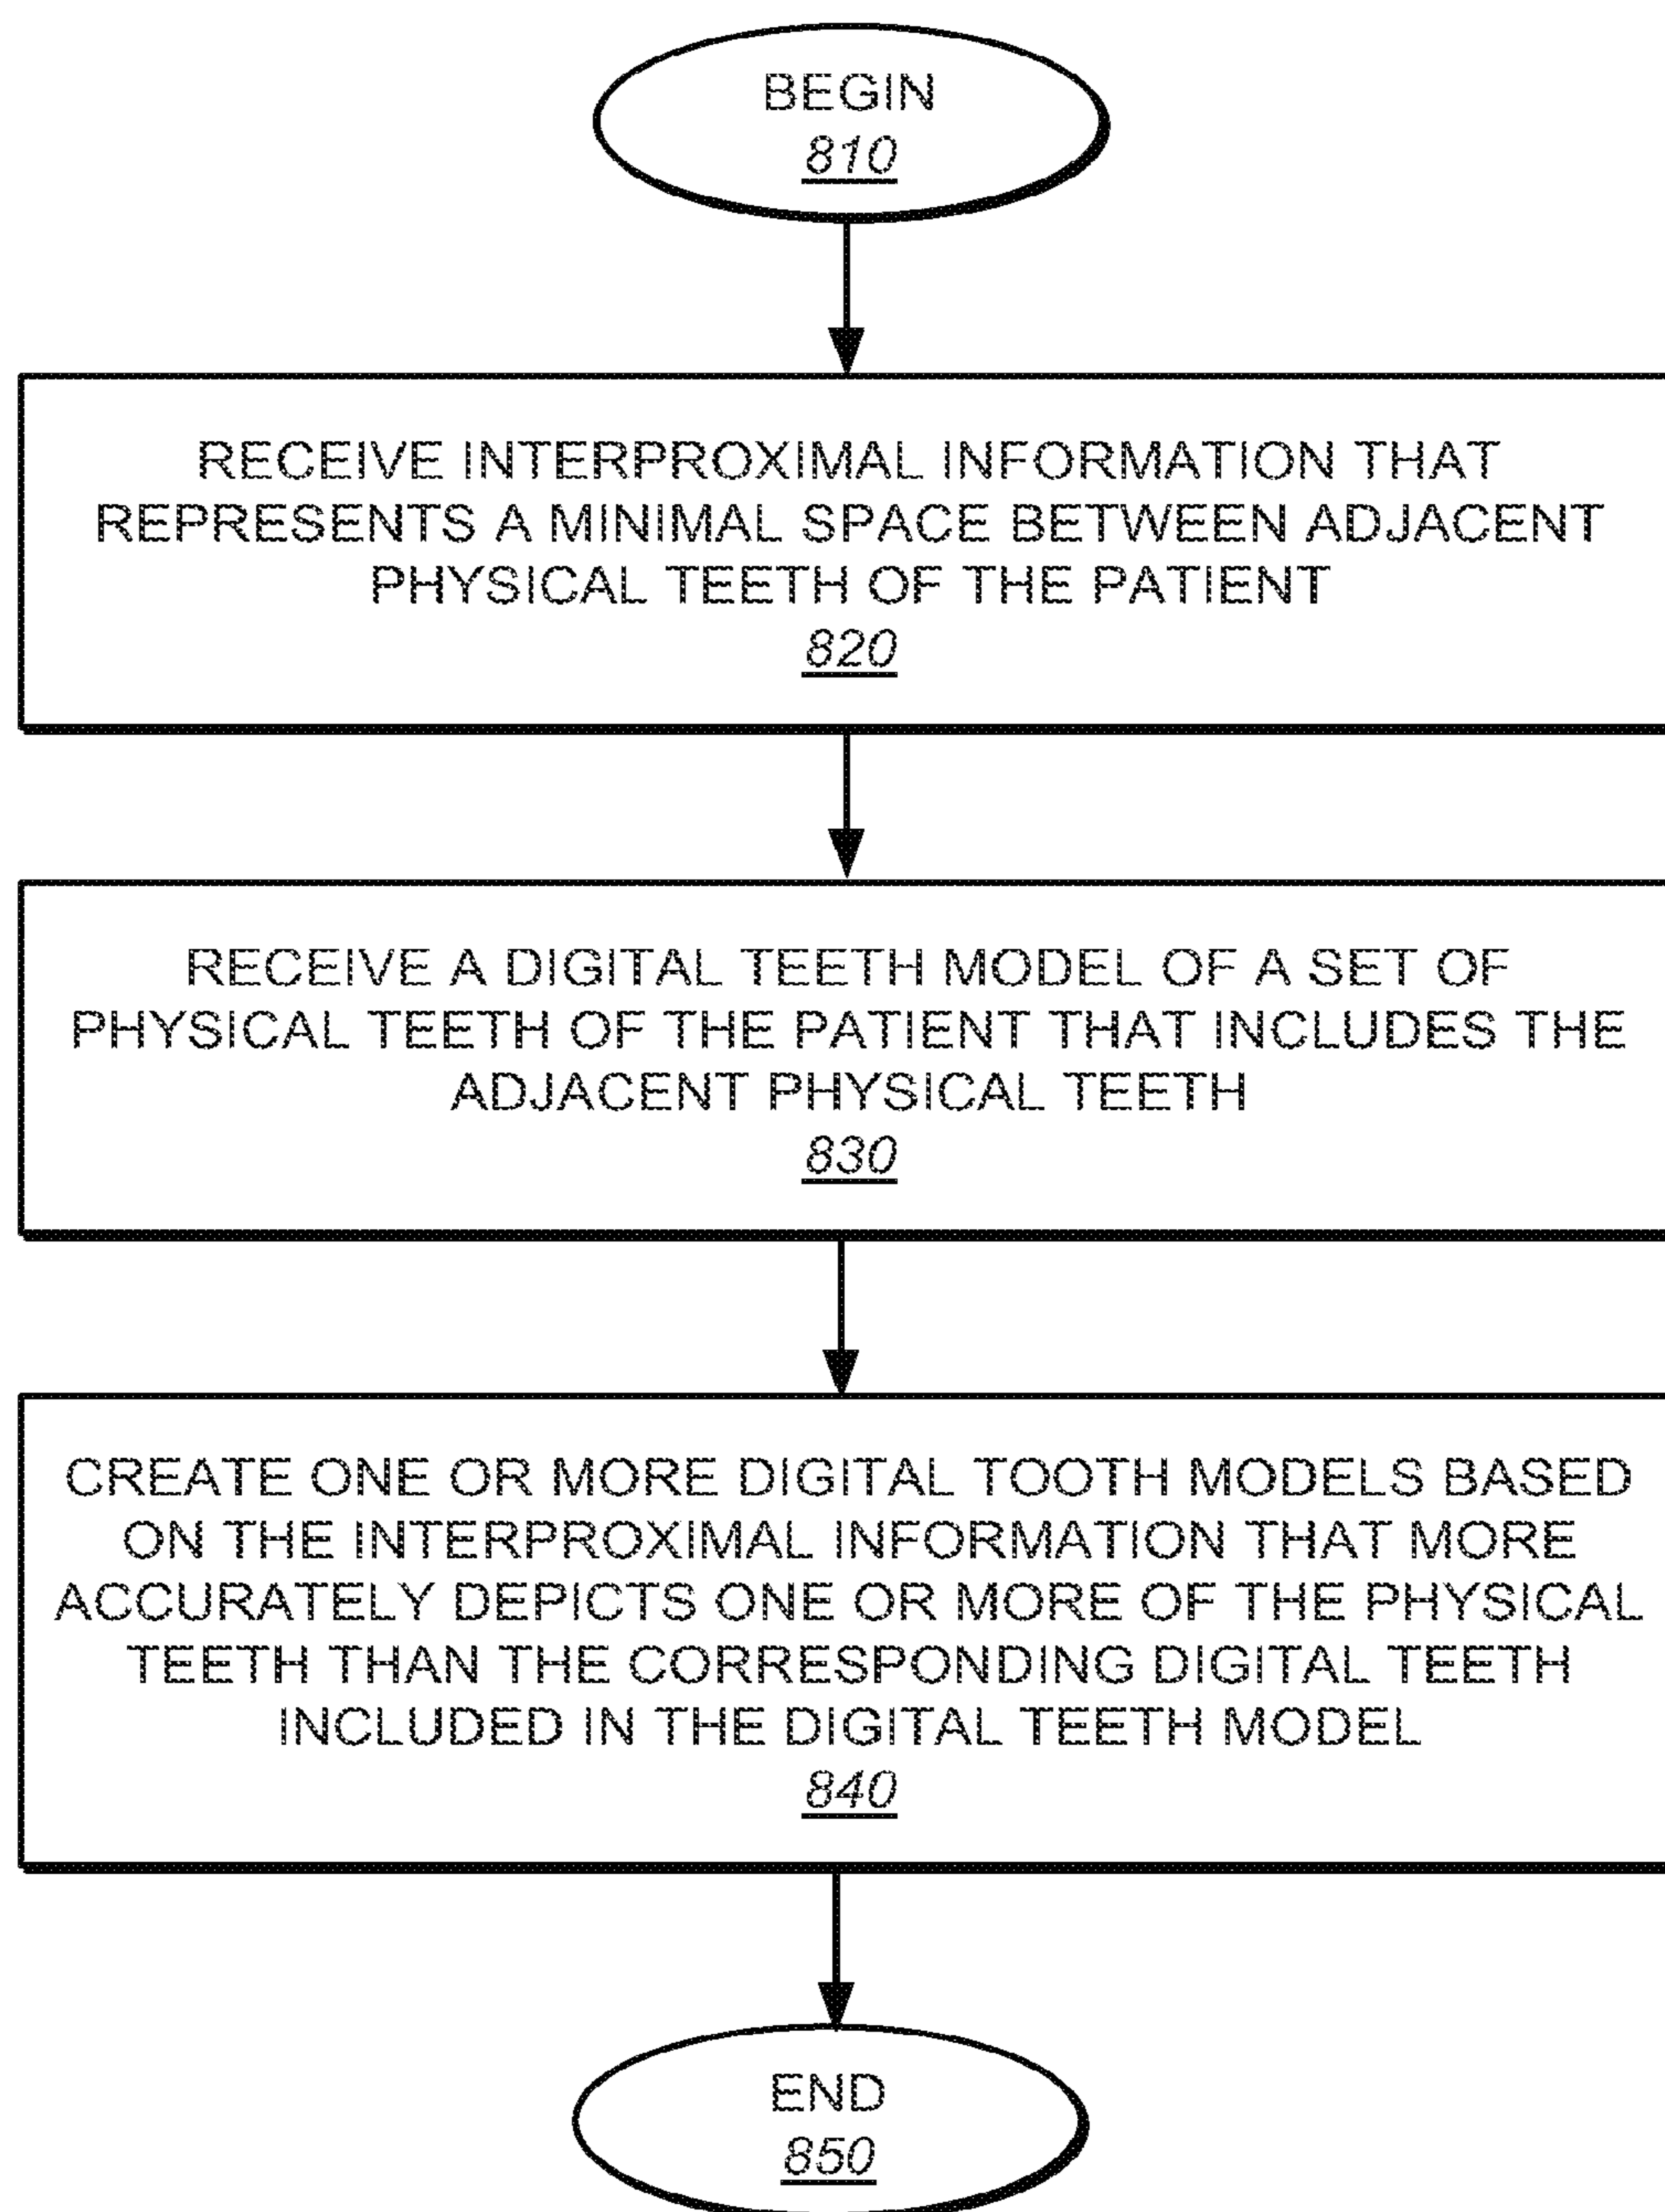 BEGIN
810
RECEIVE INTERPROXIMAL INFORMATION THAT
REPRESENTS A MINIMAL SPACE BETWEEN ADJACENT
PHYSICAL TEETH OF THE PATIENT
820
RECEIVE A DIGITAL TEETH MODEL OF A SET OF
PHYSICAL TEETH OF THE PATIENT THAT INCLUDES THE
ADJACENT PHYSICAL TEETH
830
CREATE ONE OR MORE DIGITAL TOOTH MODELS BASED
ON THE INTERPROXIMAL INFORMATION THAT MORE
ACCURATELY DEPICTS ONE OR MORE OF THE PHYSICAL
TEETH THAN THE CORRESPONDING DIGITAL TEETH
INCLUDED IN THE DIGITAL TEETH MODEL
840
END
850